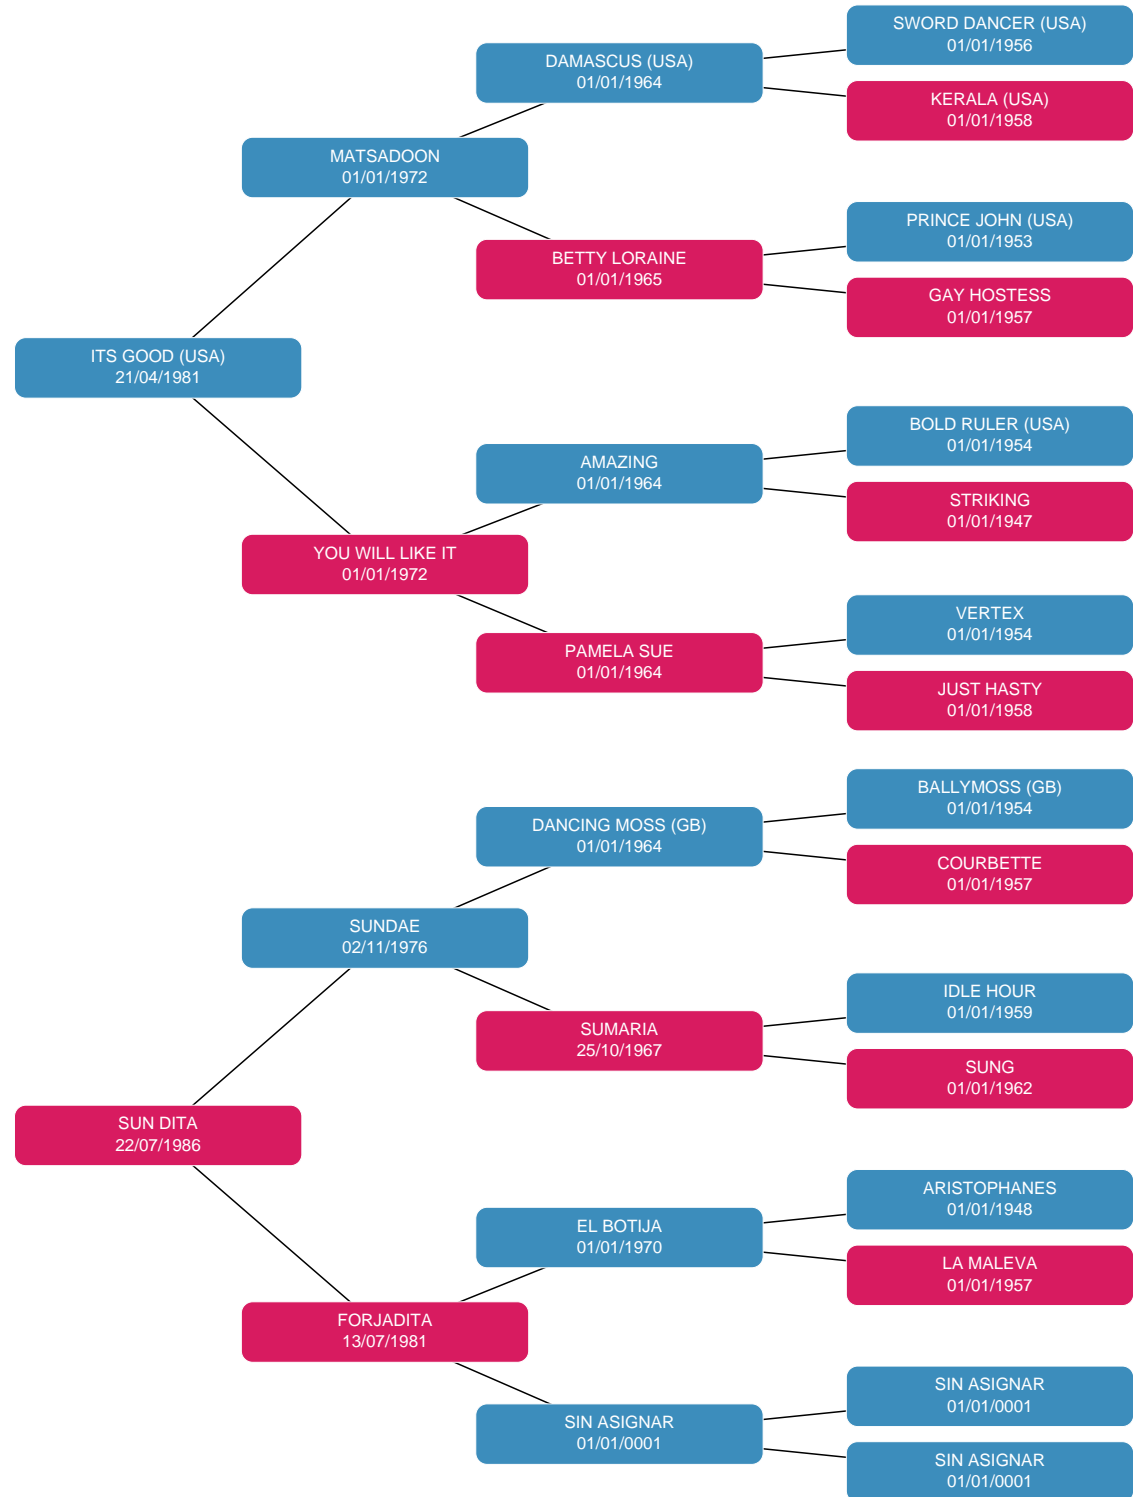 SWORD DANCER (USA)
01/01/1956
DAMASCUS (USA)
01/01/1964
KERALA (USA)
01/01/1958
MATSADOON
01/01/1972
PRINCE JOHN (USA)
01/01/1953
BETTY LORAINE
01/01/1965
GAY HOSTESS
01/01/1957
ITS GOOD (USA)
21/04/1981
BOLD RULER (USA)
01/01/1954
AMAZING
01/01/1964
STRIKING
01/01/1947
YOU WILL LIKE IT
01/01/1972
VERTEX
01/01/1954
PAMELA SUE
01/01/1964
JUST HASTY
01/01/1958
BALLYMOSS (GB)
01/01/1954
DANCING MOSS (GB)
01/01/1964
COURBETTE
01/01/1957
SUNDAE
02/11/1976
IDLE HOUR
01/01/1959
SUMARIA
25/10/1967
SUNG
01/01/1962
SUN DITA
22/07/1986
ARISTOPHANES
01/01/1948
EL BOTIJA
01/01/1970
LA MALEVA
01/01/1957
FORJADITA
13/07/1981
SIN ASIGNAR
01/01/0001
SIN ASIGNAR
01/01/0001
SIN ASIGNAR
01/01/0001